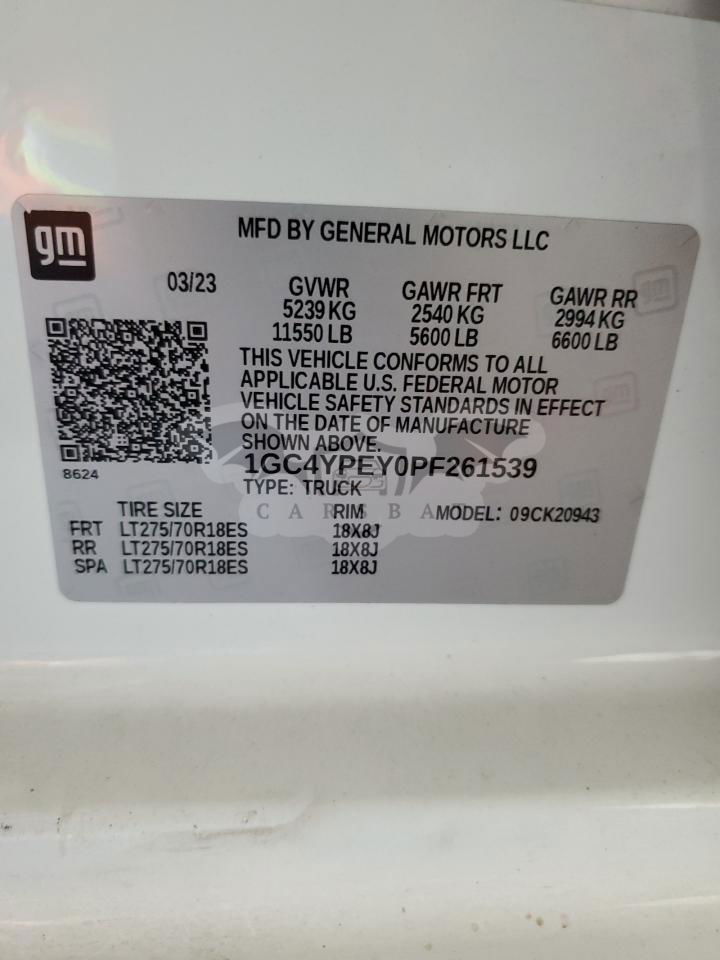 gm
MFD BY GENERAL MOTORS LLC
03/23 GVWR GAWR FRT GAWR RR
5239 KG 2540 KG 2994 KG
11550 LB 5600 LB 6600 LB
THIS VEHICLE CONFORMS TO ALL
APPLICABLE U.S. FEDERAL MOTOR
VEHICLE SAFETY STANDARDS IN EFFECT
ON THE DATE OF MANUFACTURE
SHOWN ABOVE.
8624
1GC4YPEY0PF261539
TYPE: TRUCK
CARSBAT
TIRE SIZE RIM MODEL: 09CK20943
FRT LT275/70R18ES 18X8J
RR LT275/70R18ES 18X8J
SPA LT275/70R18ES 18X8J